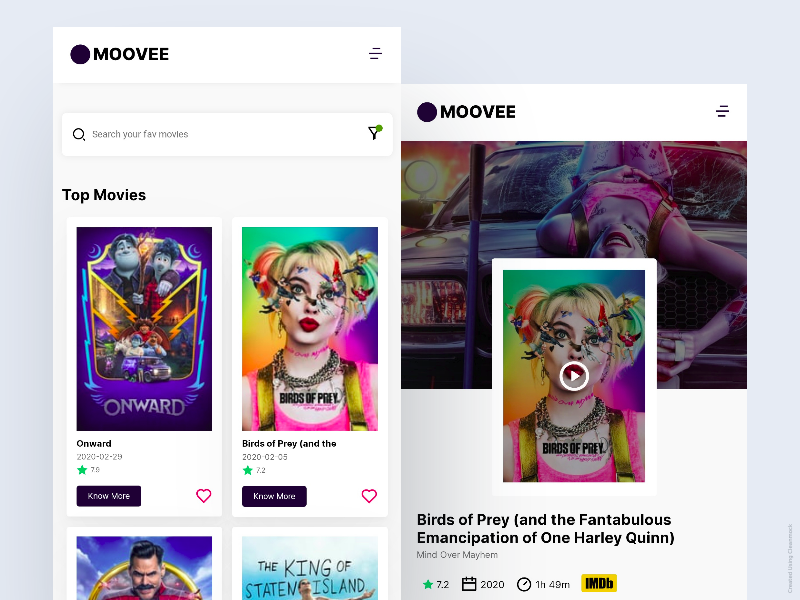 MOOVEE
Search your fav movies
Top Movies
ONWARD
Onward
2020-02-29
7.9
Know More
BIRDS OF PREY
Birds of Prey (and the
2020-02-05
7.2
Know More
THE KING OF
STATEN ISLAND
MOOVEE
BIRDS OF PREY
Birds of Prey (and the Fantabulous
Emancipation of One Harley Quinn)
Mind Over Mayhem
7.2 2020 1h 49m IMDb
Created Using Cleanmock